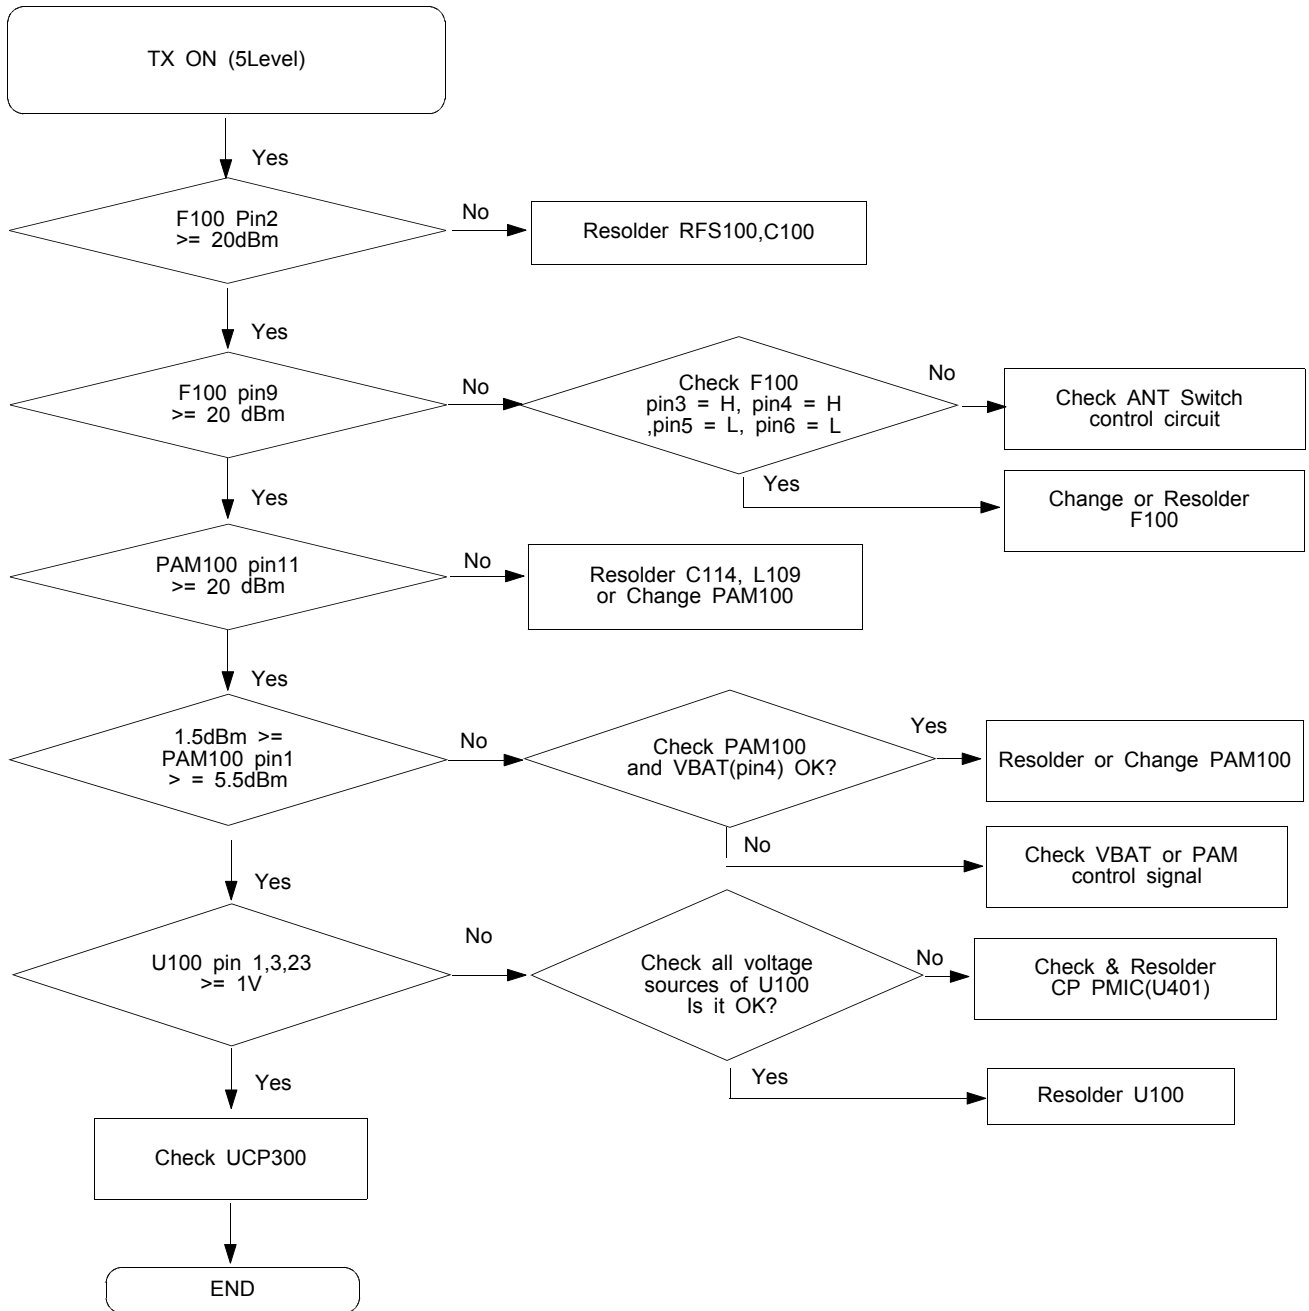 TX ON (5Level)
Yes
F100 Pin2
>= 20dBm
No
Resolder RFS100,C100
Yes
F100 pin9
>= 20 dBm
No
Check F100
pin3 = H, pin4 = H
,pin5 = L, pin6 = L
No
Check ANT Switch
control circuit
Yes
Change or Resolder
F100
Yes
PAM100 pin11
>= 20 dBm
No
Resolder C114, L109
or Change PAM100
Yes
1.5dBm >=
PAM100 pin1
> = 5.5dBm
No
Check PAM100
and VBAT(pin4) OK?
Yes
Resolder or Change PAM100
No
Check VBAT or PAM
control signal
Yes
U100 pin 1,3,23
>= 1V
No
Check all voltage
sources of U100
Is it OK?
No
Check & Resolder
CP PMIC(U401)
Yes
Resolder U100
Yes
Check UCP300
END